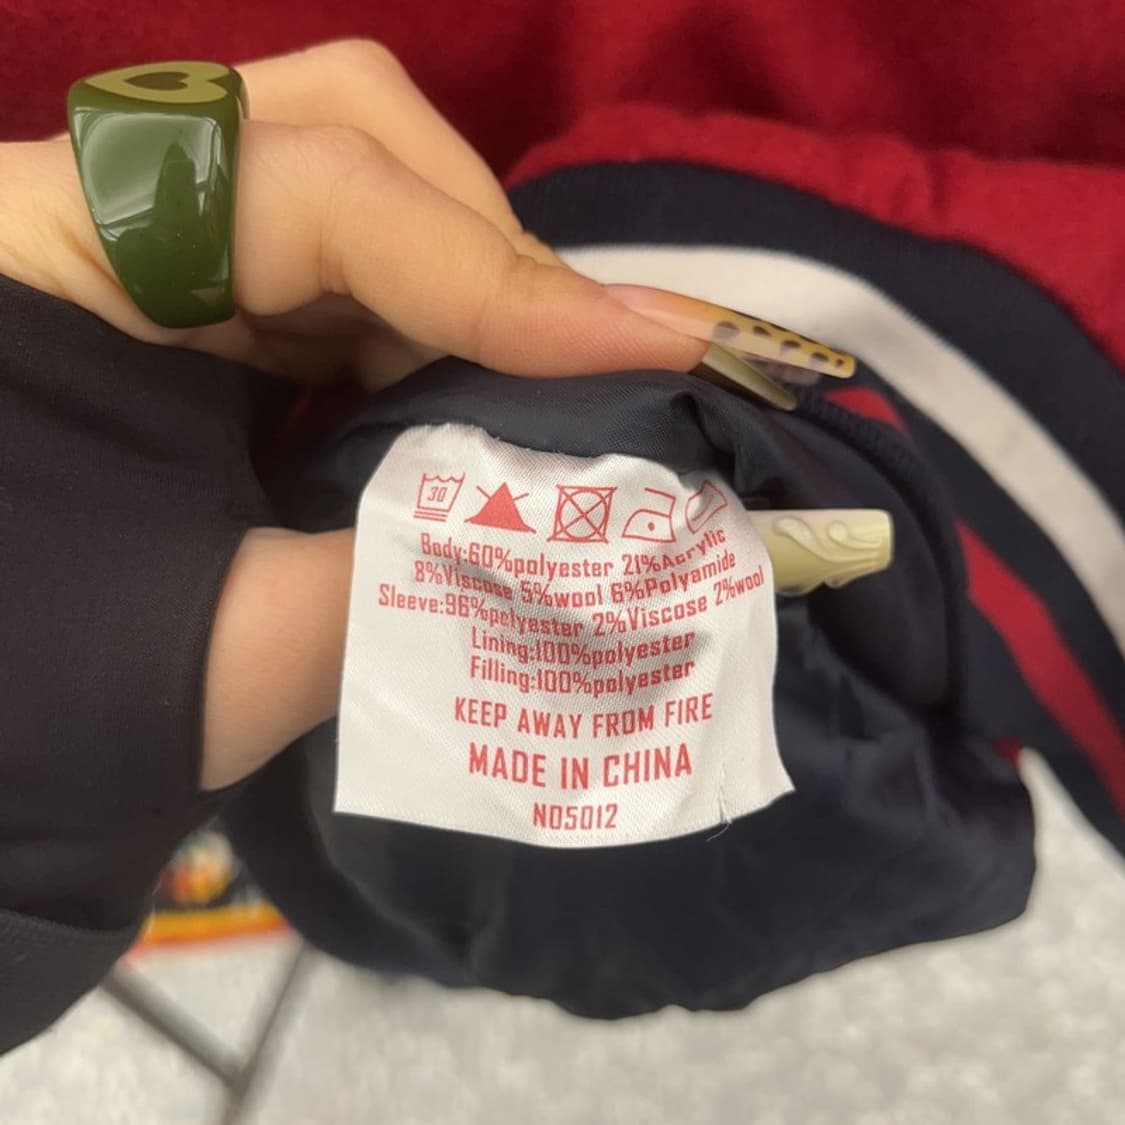 30
Body:60%polyester 21%Acrylic
8%Viscose 5%wool 6%Polyamide
Sleeve:96%polyester 2%Viscose 2%wool
Lining:100%polyester
Filling:100%polyester
KEEP AWAY FROM FIRE
MADE IN CHINA
NO5012